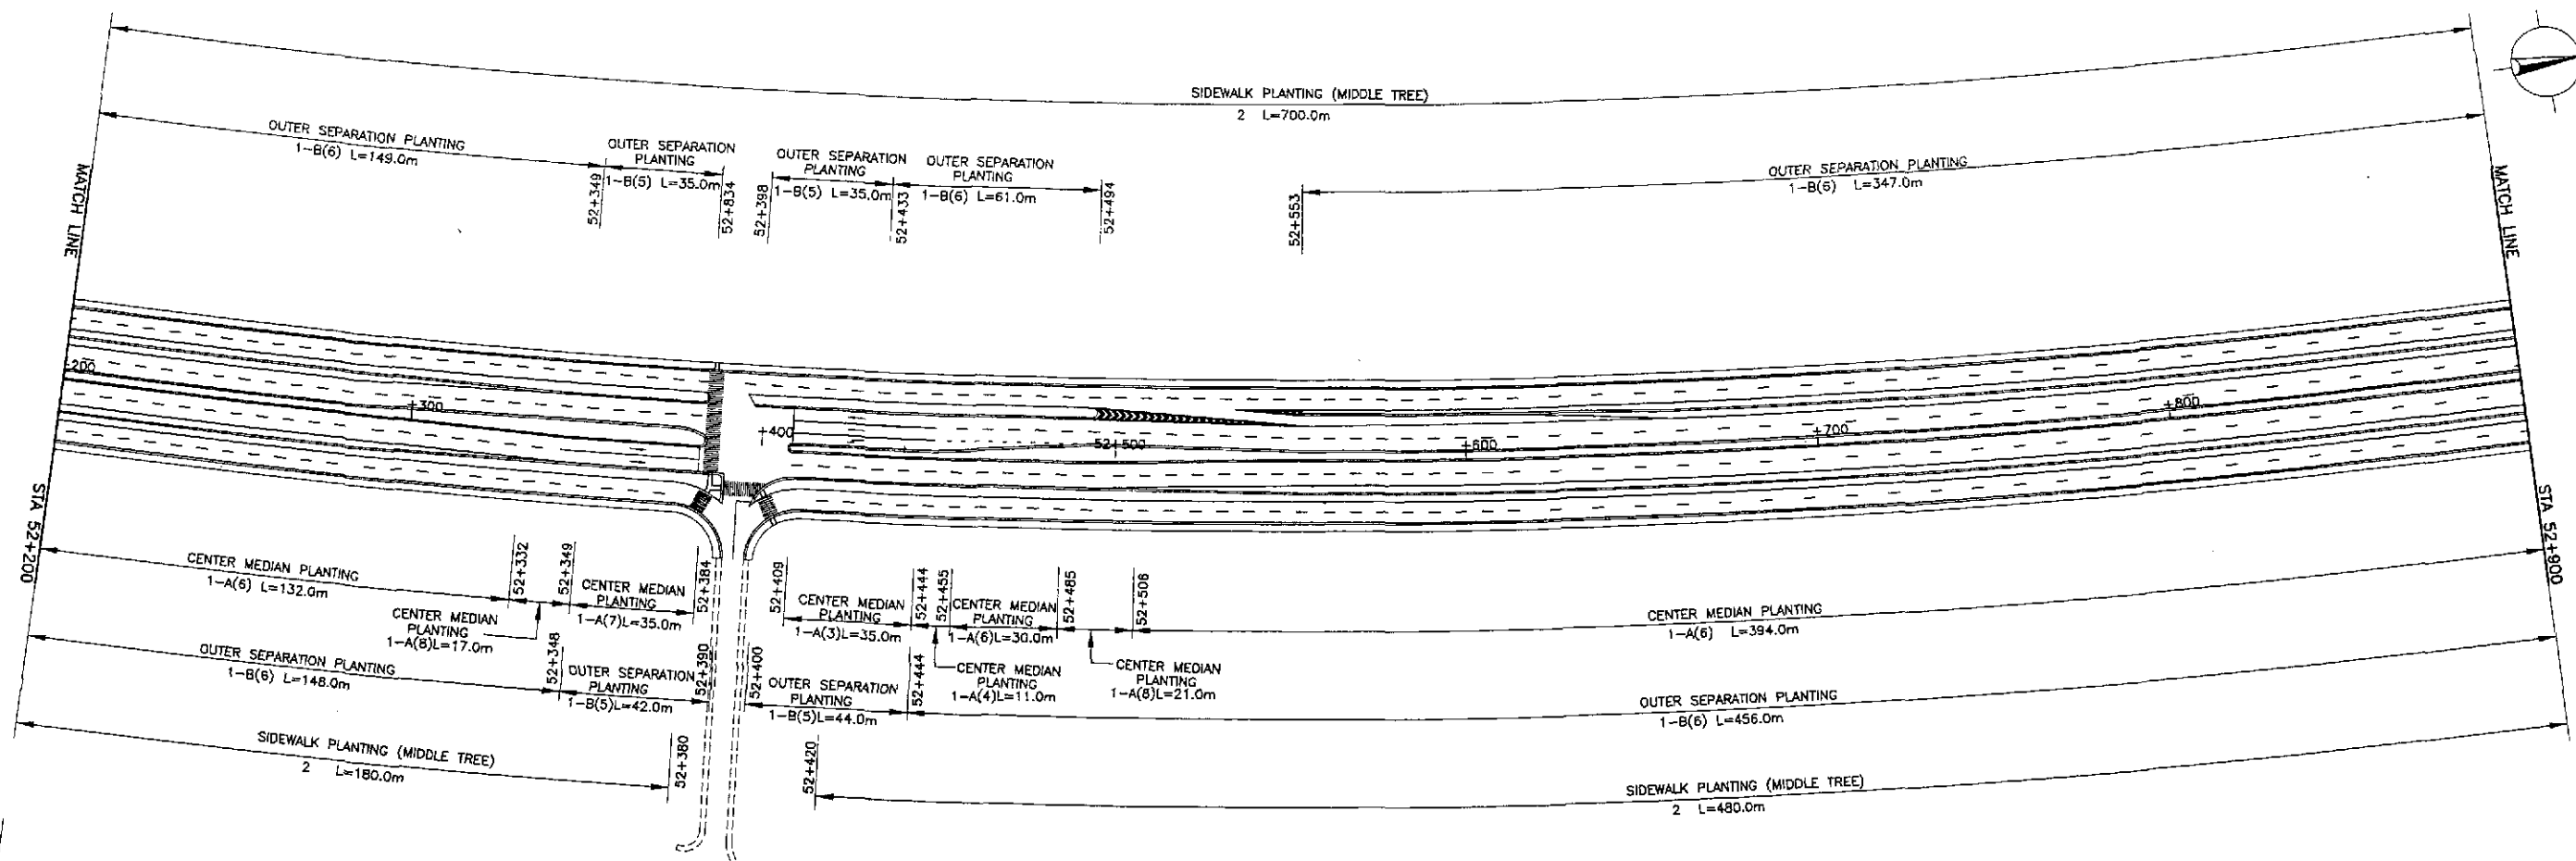 SIDEWALK PLANTING (MIDDLE TREE)
2 L=700.0m
OUTER SEPARATION PLANTING
1-B(6) L=149.0m
OUTER SEPARATION
PLANTING
1-B(5) L=35.0m
OUTER SEPARATION
PLANTING
1-B(5) L=35.0m
OUTER SEPARATION
PLANTING
1-B(6) L=61.0m
OUTER SEPARATION PLANTING
1-B(6) L=347.0m
52+349
52+834
52+398
52+433
52+494
52+553
MATCH LINE
MATCH LINE
200
+300
+400
52+500
+600
+700
+800
STA 52+200
STA 52+900
CENTER MEDIAN PLANTING
1-A(6) L=132.0m
52+332
52+349
52+384
CENTER MEDIAN
PLANTING
1-A(8)L=17.0m
CENTER MEDIAN
PLANTING
1-A(7)L=35.0m
52+409
CENTER MEDIAN
PLANTING
1-A(3)L=35.0m
52+444
52+455
CENTER MEDIAN
PLANTING
1-A(6)L=30.0m
52+485
52+506
CENTER MEDIAN PLANTING
1-A(6) L=394.0m
CENTER MEDIAN
PLANTING
1-A(4)L=11.0m
CENTER MEDIAN
PLANTING
1-A(8)L=21.0m
OUTER SEPARATION PLANTING
1-B(6) L=148.0m
52+348
OUTER SEPARATION
PLANTING
1-B(5)L=42.0m
52+390
52+400
OUTER SEPARATION
PLANTING
1-B(5)L=44.0m
52+444
OUTER SEPARATION PLANTING
1-B(6) L=456.0m
SIDEWALK PLANTING (MIDDLE TREE)
2 L=180.0m
52+380
52+420
SIDEWALK PLANTING (MIDDLE TREE)
2 L=480.0m